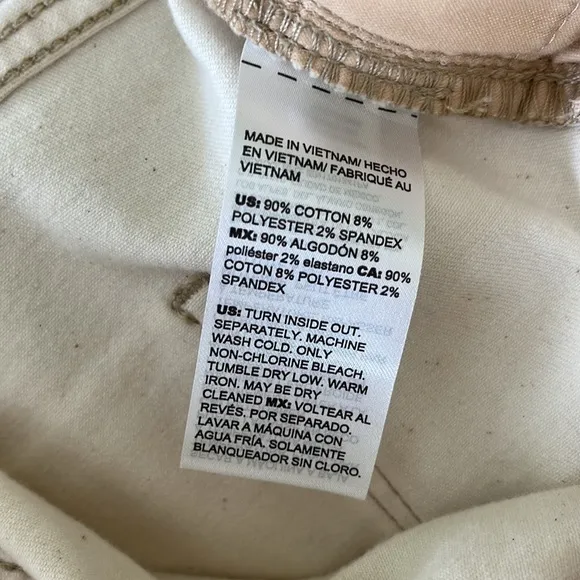 MADE IN VIETNAM/ HECHO
EN VIETNAM/ FABRIQUÉ AU
VIETNAM
US: 90% COTTON 8%
POLYESTER 2% SPANDEX
MX: 90% ALGODÓN 8%
poliéster 2% elastano CA: 90%
COTON 8% POLYESTER 2%
SPANDEX
US: TURN INSIDE OUT.
SEPARATELY. MACHINE
WASH COLD. ONLY
NON-CHLORINE BLEACH.
TUMBLE DRY LOW. WARM
IRON. MAY BE DRY
CLEANED MX: VOLTEAR AL
REVÉS. POR SEPARADO.
LAVAR A MÁQUINA CON
AGUA FRÍA. SOLAMENTE
BLANQUEADOR SIN CLORO.